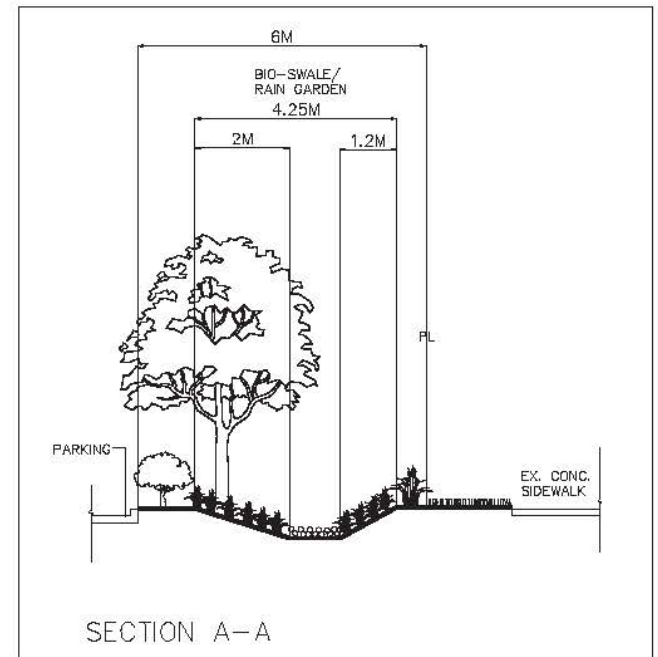 6M
BIO-SWALE/
RAIN GARDEN
4.25M
2M
1.2M
PL
PARKING
EX. CONC.
SIDEWALK
SECTION A-A